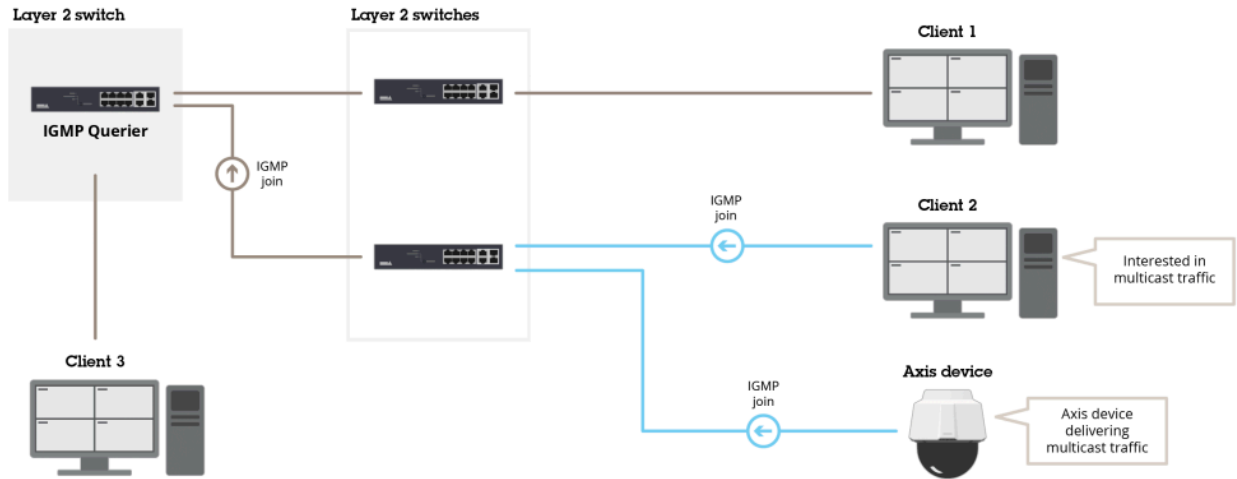 Layer 2 switch
Layer 2 switches
Client 1
IGMP Querier
IGMP
join
IGMP
join
Client 2
Interested in
multicast traffic
Client 3
Axis device
IGMP
join
Axis device
delivering
multicast traffic